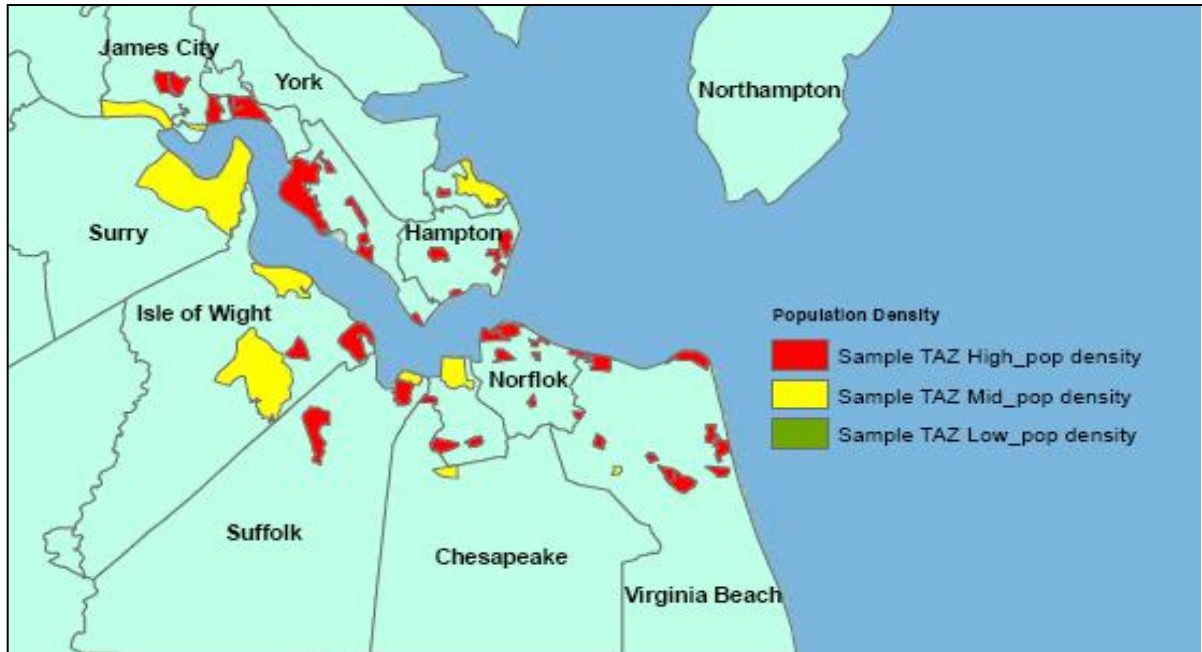 James City
York
Northampton
Surry
Hampton
Isle of Wight
Population Density
Sample TAZ High_pop density
Norflok
Sample TAZ Mid_pop density
Sample TAZ Low_pop density
Suffolk
Chesapeake
Virginia Beach